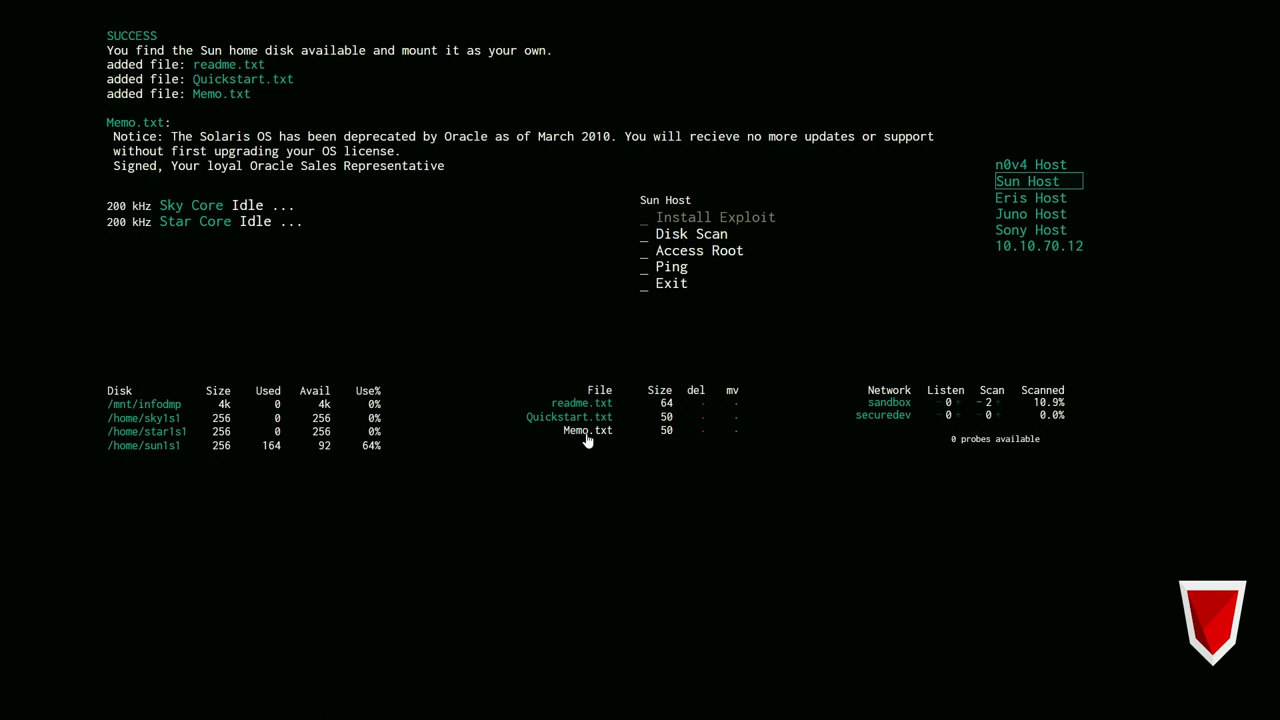 SUCCESS
You find the Sun home disk available and mount it as your own.
added file: readme.txt
added file: Quickstart.txt
added file: Memo.txt
Memo.txt:
Notice: The Solaris OS has been deprecated by Oracle as of March 2010. You will recieve no more updates or support
without first upgrading your OS license.
Signed, Your loyal Oracle Sales Representative
200 kHz Sky Core Idle ...
200 kHz Star Core Idle ...
Sun Host
_ Install Exploit
_ Disk Scan
_ Access Root
_ Ping
_ Exit
n0v4 Host
Sun Host
Eris Host
Juno Host
Sony Host
10.10.70.12
Disk Size Used Avail Use%
/mnt/infodmp 4k 0 4k 0%
/home/sky1s1 256 0 256 0%
/home/star1s1 256 0 256 0%
/home/sun1s1 256 164 92 64%
File Size del mv
readme.txt 64 . .
Quickstart.txt 50 . .
Memo.txt 50 . .
Network Listen Scan Scanned
sandbox - 0 + - 2 + 10.9%
securedev - 0 + - 0 + 0.0%
0 probes available